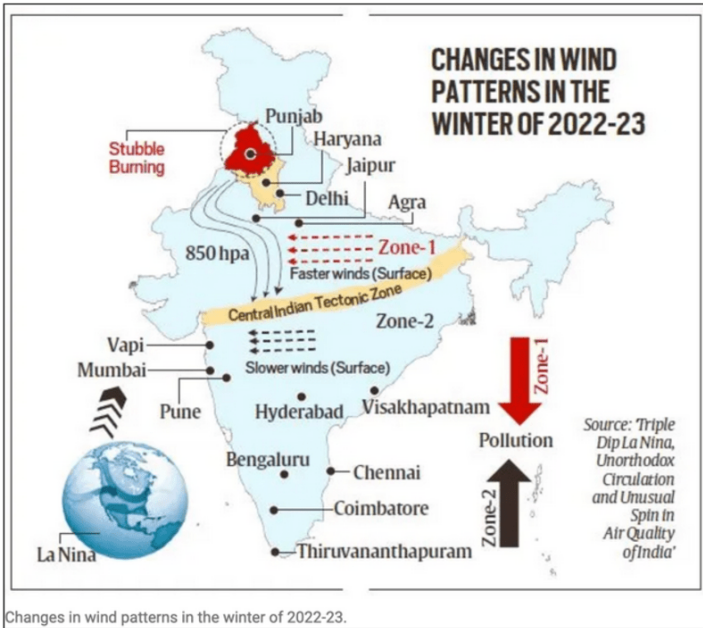 CHANGES IN WIND
PATTERNS IN THE
WINTER OF 2022-23
Punjab
Stubble
Burning
Haryana
Jaipur
Delhi
Agra
850 hpa
Zone-1
Faster winds (Surface)
Central Indian Tectonic Zone
Zone-2
Vapi
Mumbai
Slower winds (Surface)
Pune
Hyderabad
Visakhapatnam
Zone-1
Pollution
Zone-2
Source: 'Triple
Dip La Nina,
Unorthodox
Circulation
and Unusual
Spin in
Air Quality
of India'
Bengaluru
Chennai
Coimbatore
La Nina
Thiruvananthapuram
Changes in wind patterns in the winter of 2022-23.